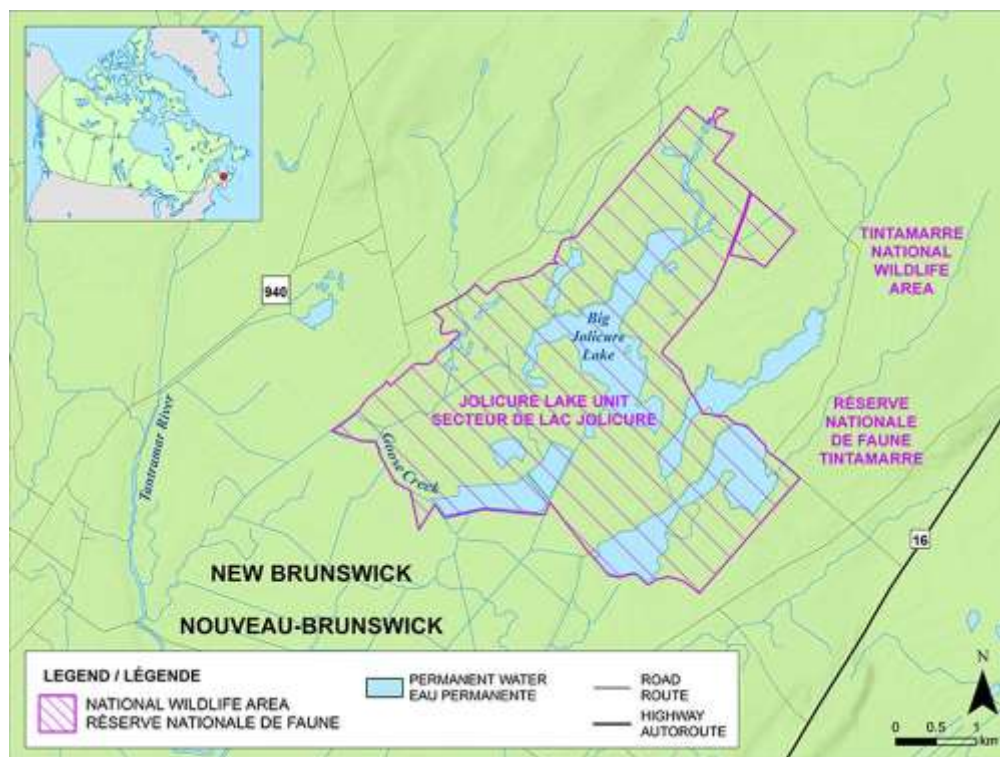 TINTAMARRE
NATIONAL
WILDLIFE
AREA
940
Big
Jolicure
Lake
JOLICURE LAKE UNIT
SECTEUR DE LAC JOLICURE
RÉSERVE
NATIONALE
DE FAUNE
TINTAMARRE
Tantramar River
Goose Creek
16
NEW BRUNSWICK
NOUVEAU-BRUNSWICK
LEGEND / LÉGENDE
NATIONAL WILDLIFE AREA
RÉSERVE NATIONALE DE FAUNE
PERMANENT WATER
EAU PERMANENTE
ROAD
ROUTE
HIGHWAY
AUTOROUTE
N
0 0.5 1
km